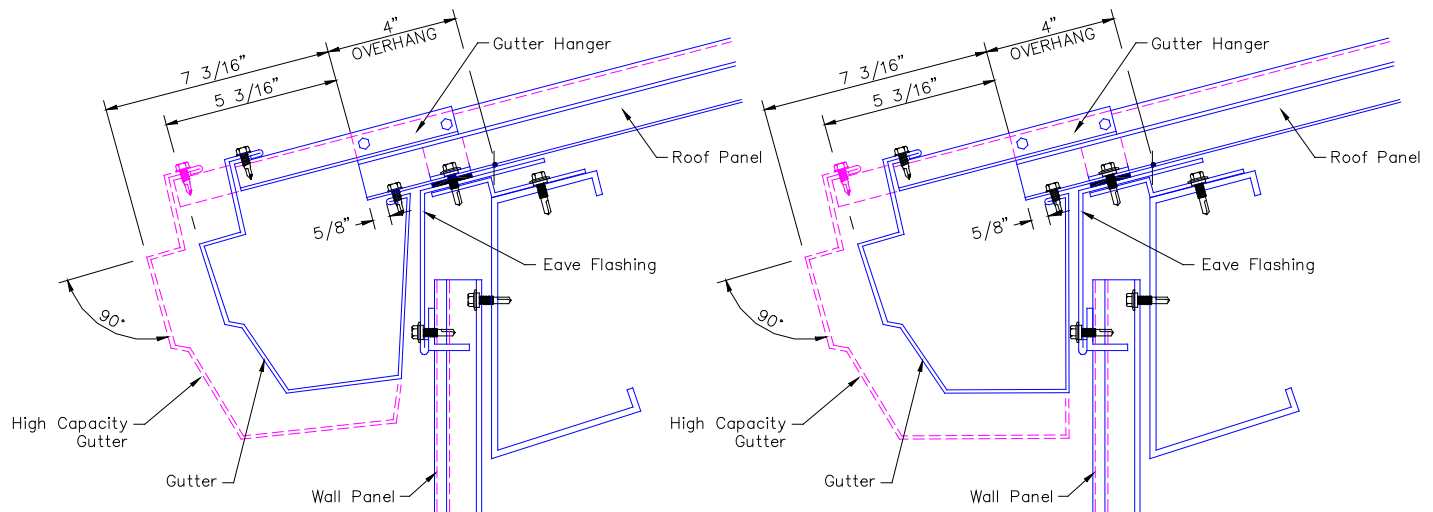 4”
OVERHANG
7 3/16”
5 3/16”
Gutter Hanger
Roof Panel
5/8”
Eave Flashing
90°
High Capacity
Gutter
Gutter
Wall Panel
4”
OVERHANG
7 3/16”
5 3/16”
Gutter Hanger
Roof Panel
5/8”
Eave Flashing
90°
High Capacity
Gutter
Gutter
Wall Panel